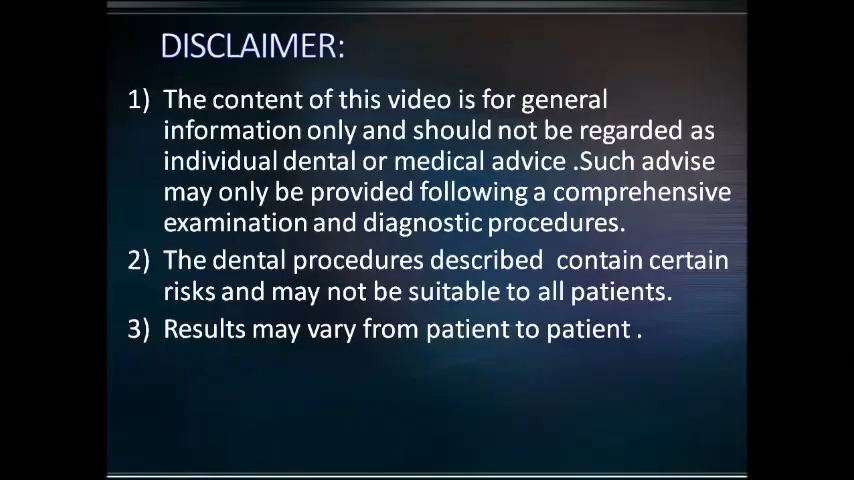 DISCLAIMER:
1) The content of this video is for general
information only and should not be regarded as
individual dental or medical advice .Such advise
may only be provided following a comprehensive
examination and diagnostic procedures.
2) The dental procedures described  contain certain
risks and may not be suitable to all patients.
3) Results may vary from patient to patient .